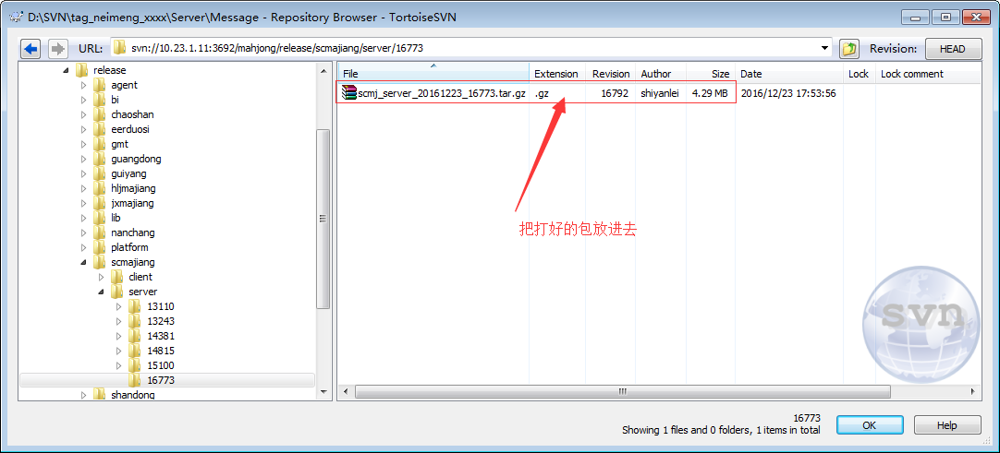 D:\SVN\tag_neimeng_xxxx\Server\Message - Repository Browser - TortoiseSVN
URL: svn://10.23.1.11:3692/mahjong/release/scmajiang/server/16773 Revision: HEAD
release
agent
bi
chaoshan
eerduosi
gmt
guangdong
guiyang
hljmajiang
jxmajiang
lib
nanchang
platform
scmajiang
client
server
13110
13243
14381
14815
15100
16773
shandong
File Extension Revision Author Size Date Lock Lock comment
scmj_server_20161223_16773.tar.gz .gz 16792 shiyanlei 4.29 MB 2016/12/23 17:53:56
把打好的包放进去
svn
16773
Showing 1 files and 0 folders, 1 items in total
OK Help